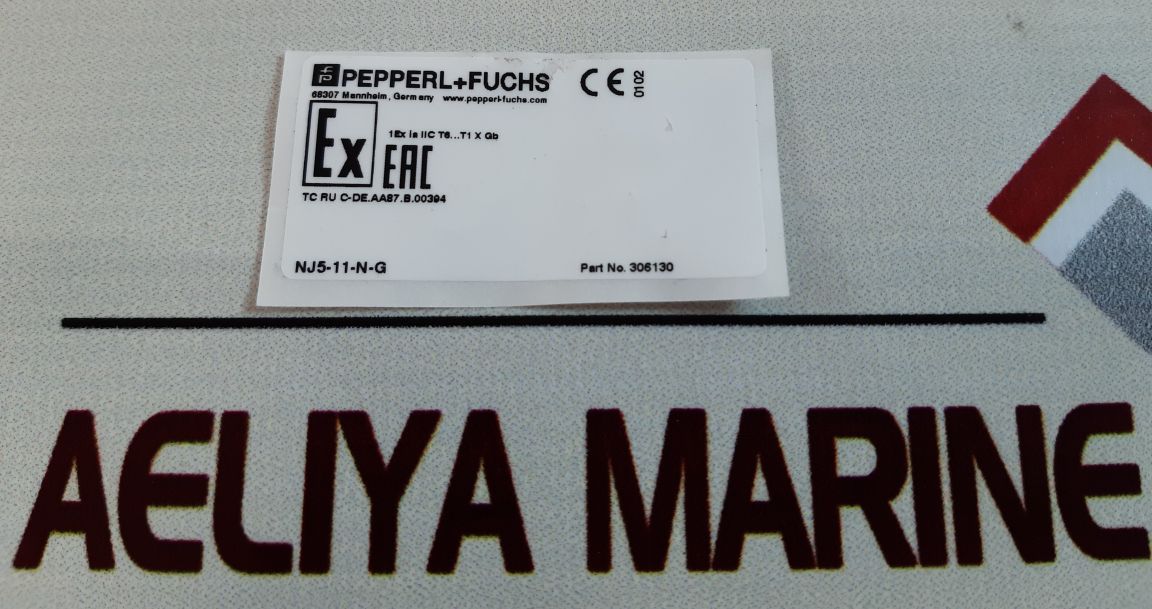 PEPPERL+FUCHS CE 0102
68307 Mannheim, Germany www.pepperl-fuchs.com
Ex
1Ex ia IIC T6...T1 X Gb
EAC
TC RU C-DE.AA87.B.00394
NJ5-11-N-G Part No. 306130
AELIYA MARINE